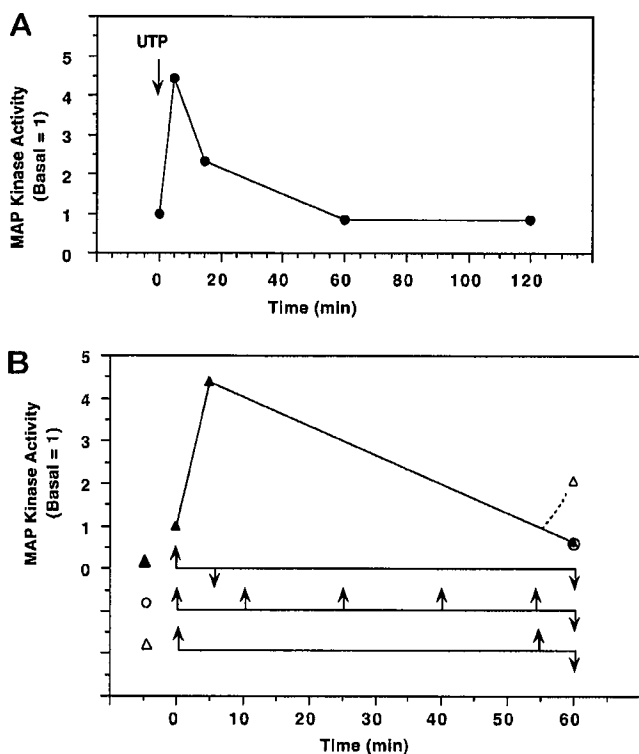 A
UTP
MAP Kinase Activity
(Basal = 1)
5
4
3
2
1
0
0 20 40 60 80 100 120
Time (min)
B
MAP Kinase Activity
(Basal = 1)
5
4
3
2
1
0
0 10 20 30 40 50 60
Time (min)